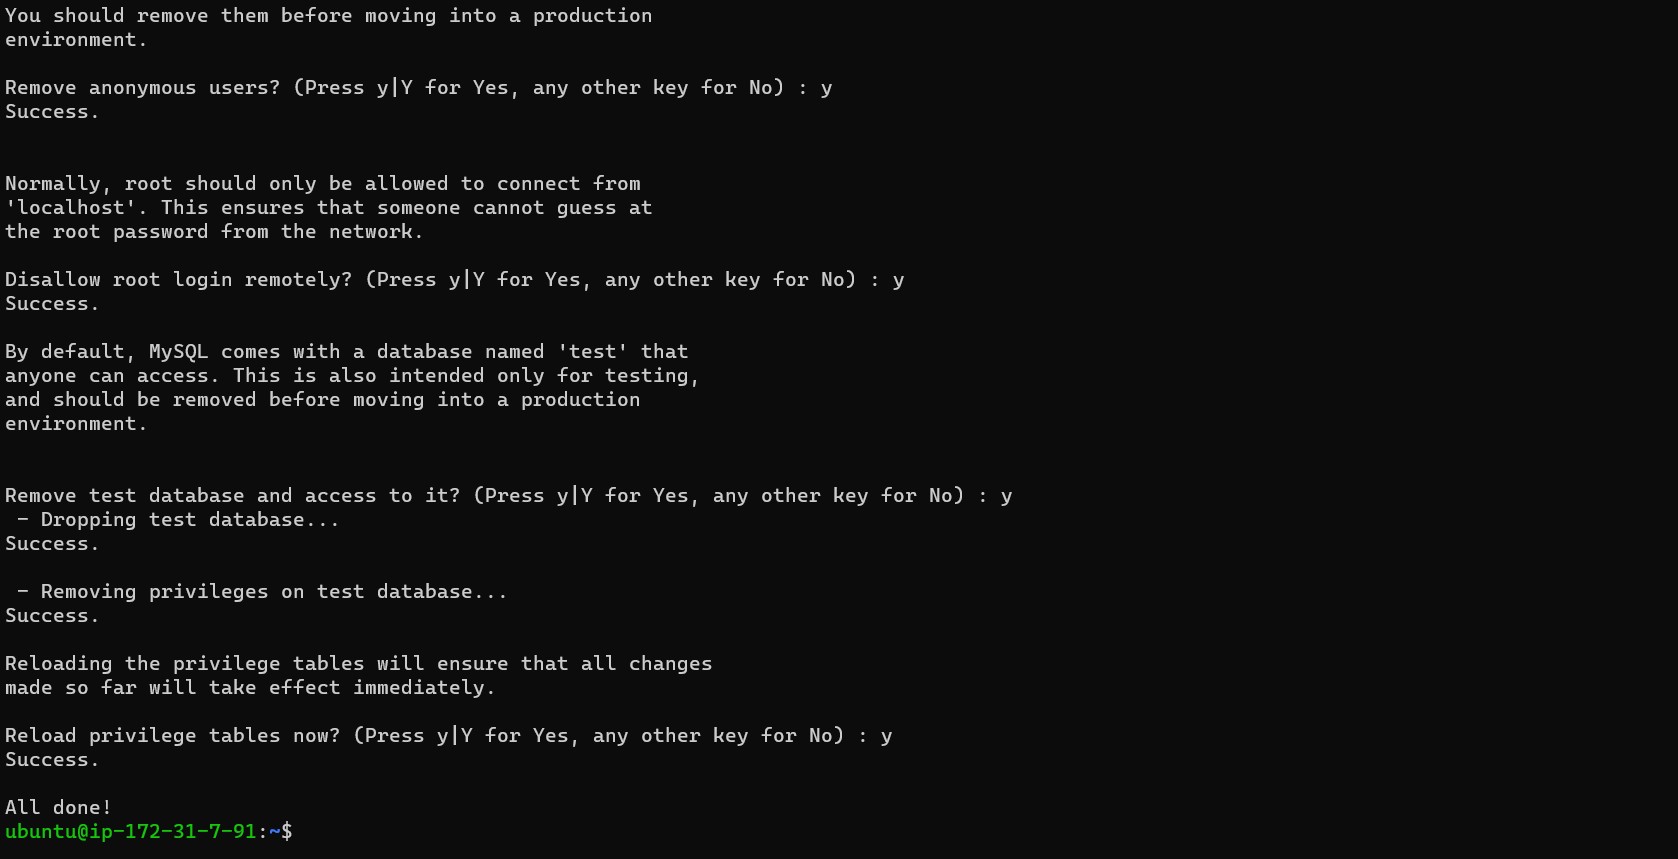 You should remove them before moving into a production
environment.
Remove anonymous users? (Press y|Y for Yes, any other key for No) : y
Success.
Normally, root should only be allowed to connect from
'localhost'. This ensures that someone cannot guess at
the root password from the network.
Disallow root login remotely? (Press y|Y for Yes, any other key for No) : y
Success.
By default, MySQL comes with a database named 'test' that
anyone can access. This is also intended only for testing,
and should be removed before moving into a production
environment.
Remove test database and access to it? (Press y|Y for Yes, any other key for No) : y
 - Dropping test database...
Success.
 - Removing privileges on test database...
Success.
Reloading the privilege tables will ensure that all changes
made so far will take effect immediately.
Reload privilege tables now? (Press y|Y for Yes, any other key for No) : y
Success.
All done!
ubuntu@ip-172-31-7-91:~$